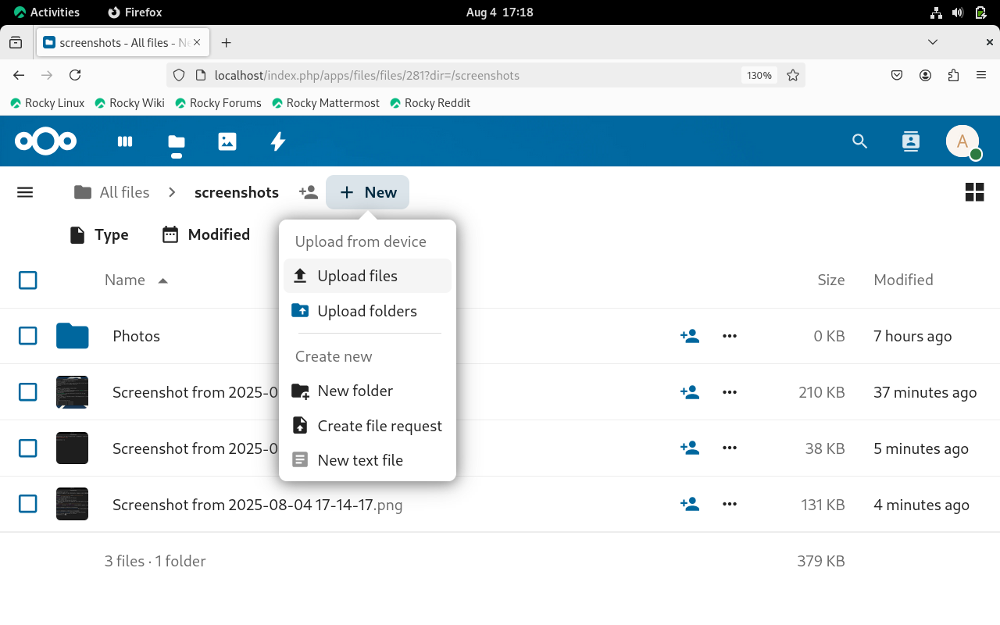 Activities Firefox Aug 4 17:18
screenshots - All files - Ne
localhost/index.php/apps/files/files/281?dir=/screenshots 130%
Rocky Linux Rocky Wiki Rocky Forums Rocky Mattermost Rocky Reddit
A
All files screenshots New
Type Modified
Upload from device
Upload files
Upload folders
Create new
New folder
Create file request
New text file
Name Size Modified
Photos 0 KB 7 hours ago
Screenshot from 2025-0 210 KB 37 minutes ago
Screenshot from 2025-0 38 KB 5 minutes ago
Screenshot from 2025-08-04 17-14-17.png 131 KB 4 minutes ago
3 files · 1 folder 379 KB